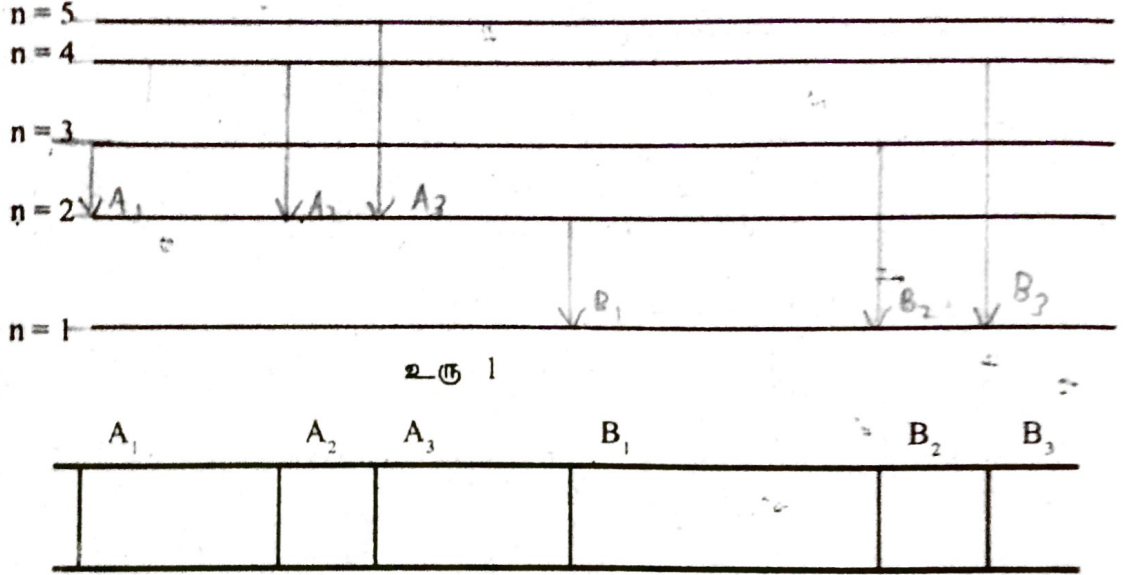 n = 5
n = 4
n = 3
n = 2 A₁ A₂ A₃
n = 1 B₁ B₂ B₃
உரு 1
A₁ A₂ A₃ B₁ B₂ B₃